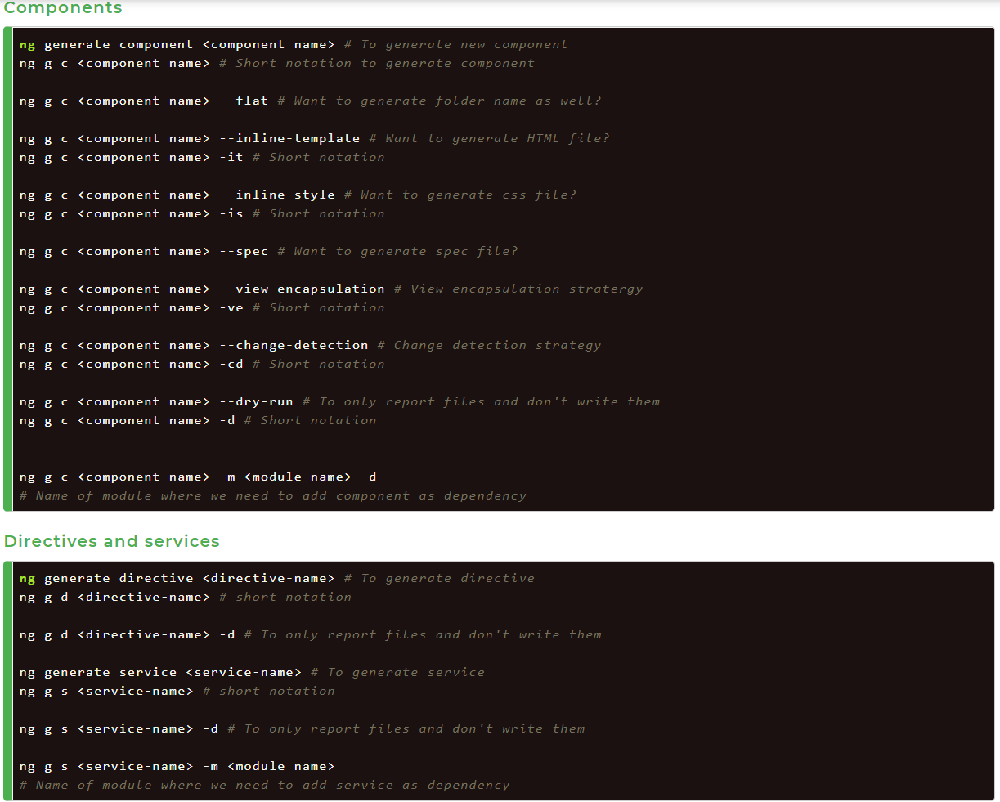 Components
ng generate component <component name> # To generate new component
ng g c <component name> # Short notation to generate component
ng g c <component name> --flat # Want to generate folder name as well?
ng g c <component name> --inline-template # Want to generate HTML file?
ng g c <component name> -it # Short notation
ng g c <component name> --inline-style # Want to generate css file?
ng g c <component name> -is # Short notation
ng g c <component name> --spec # Want to generate spec file?
ng g c <component name> --view-encapsulation # View encapsulation stratergy
ng g c <component name> -ve # Short notation
ng g c <component name> --change-detection # Change detection strategy
ng g c <component name> -cd # Short notation
ng g c <component name> --dry-run # To only report files and don't write them
ng g c <component name> -d # Short notation
ng g c <component name> -m <module name> -d
# Name of module where we need to add component as dependency
Directives and services
ng generate directive <directive-name> # To generate directive
ng g d <directive-name> # short notation
ng g d <directive-name> -d # To only report files and don't write them
ng generate service <service-name> # To generate service
ng g s <service-name> # short notation
ng g s <service-name> -d # To only report files and don't write them
ng g s <service-name> -m <module name>
# Name of module where we need to add service as dependency